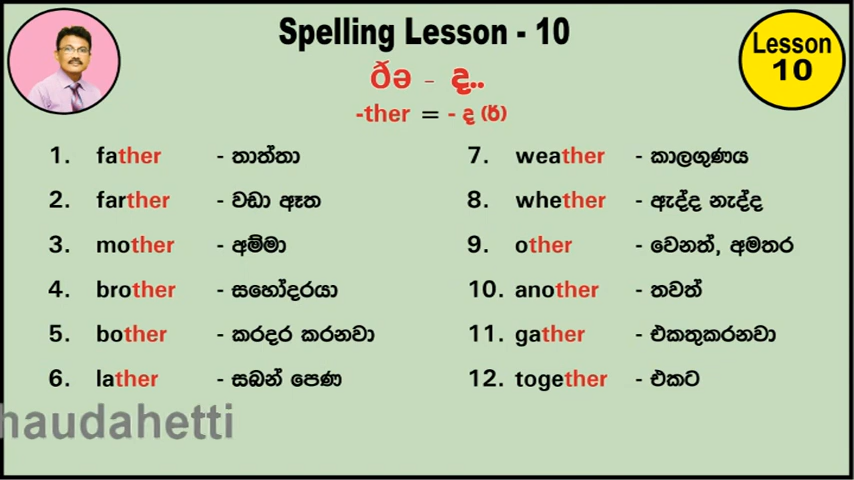 Spelling Lesson - 10
Lesson
10
ðə - ද..
-ther = - ද (ර්)
1. father - තාත්තා
2. farther - වඩා ඈත
3. mother - අම්මා
4. brother - සහෝදරයා
5. bother - කරදර කරනවා
6. lather - සබන් පෙණ
7. weather - කාලගුණය
8. whether - ඇද්ද නැද්ද
9. other - වෙනත්, අමතර
10. another - තවත්
11. gather - එකතුකරනවා
12. together - එකට
haudahetti